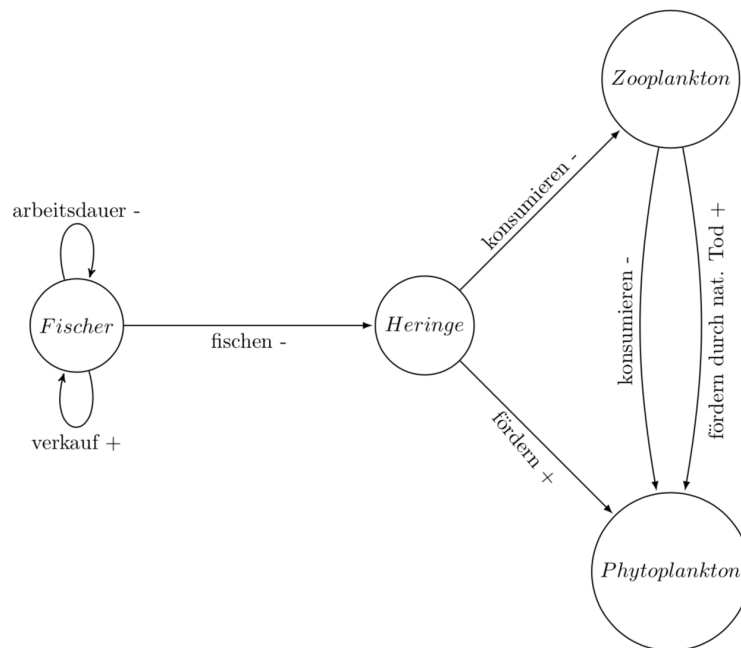 Zooplankton
arbeitsdauer -
konsumieren -
fördern durch nat. Tod +
konsumieren -
Fischer
fischen -
Heringe
verkauf +
fördern +
Phytoplankton